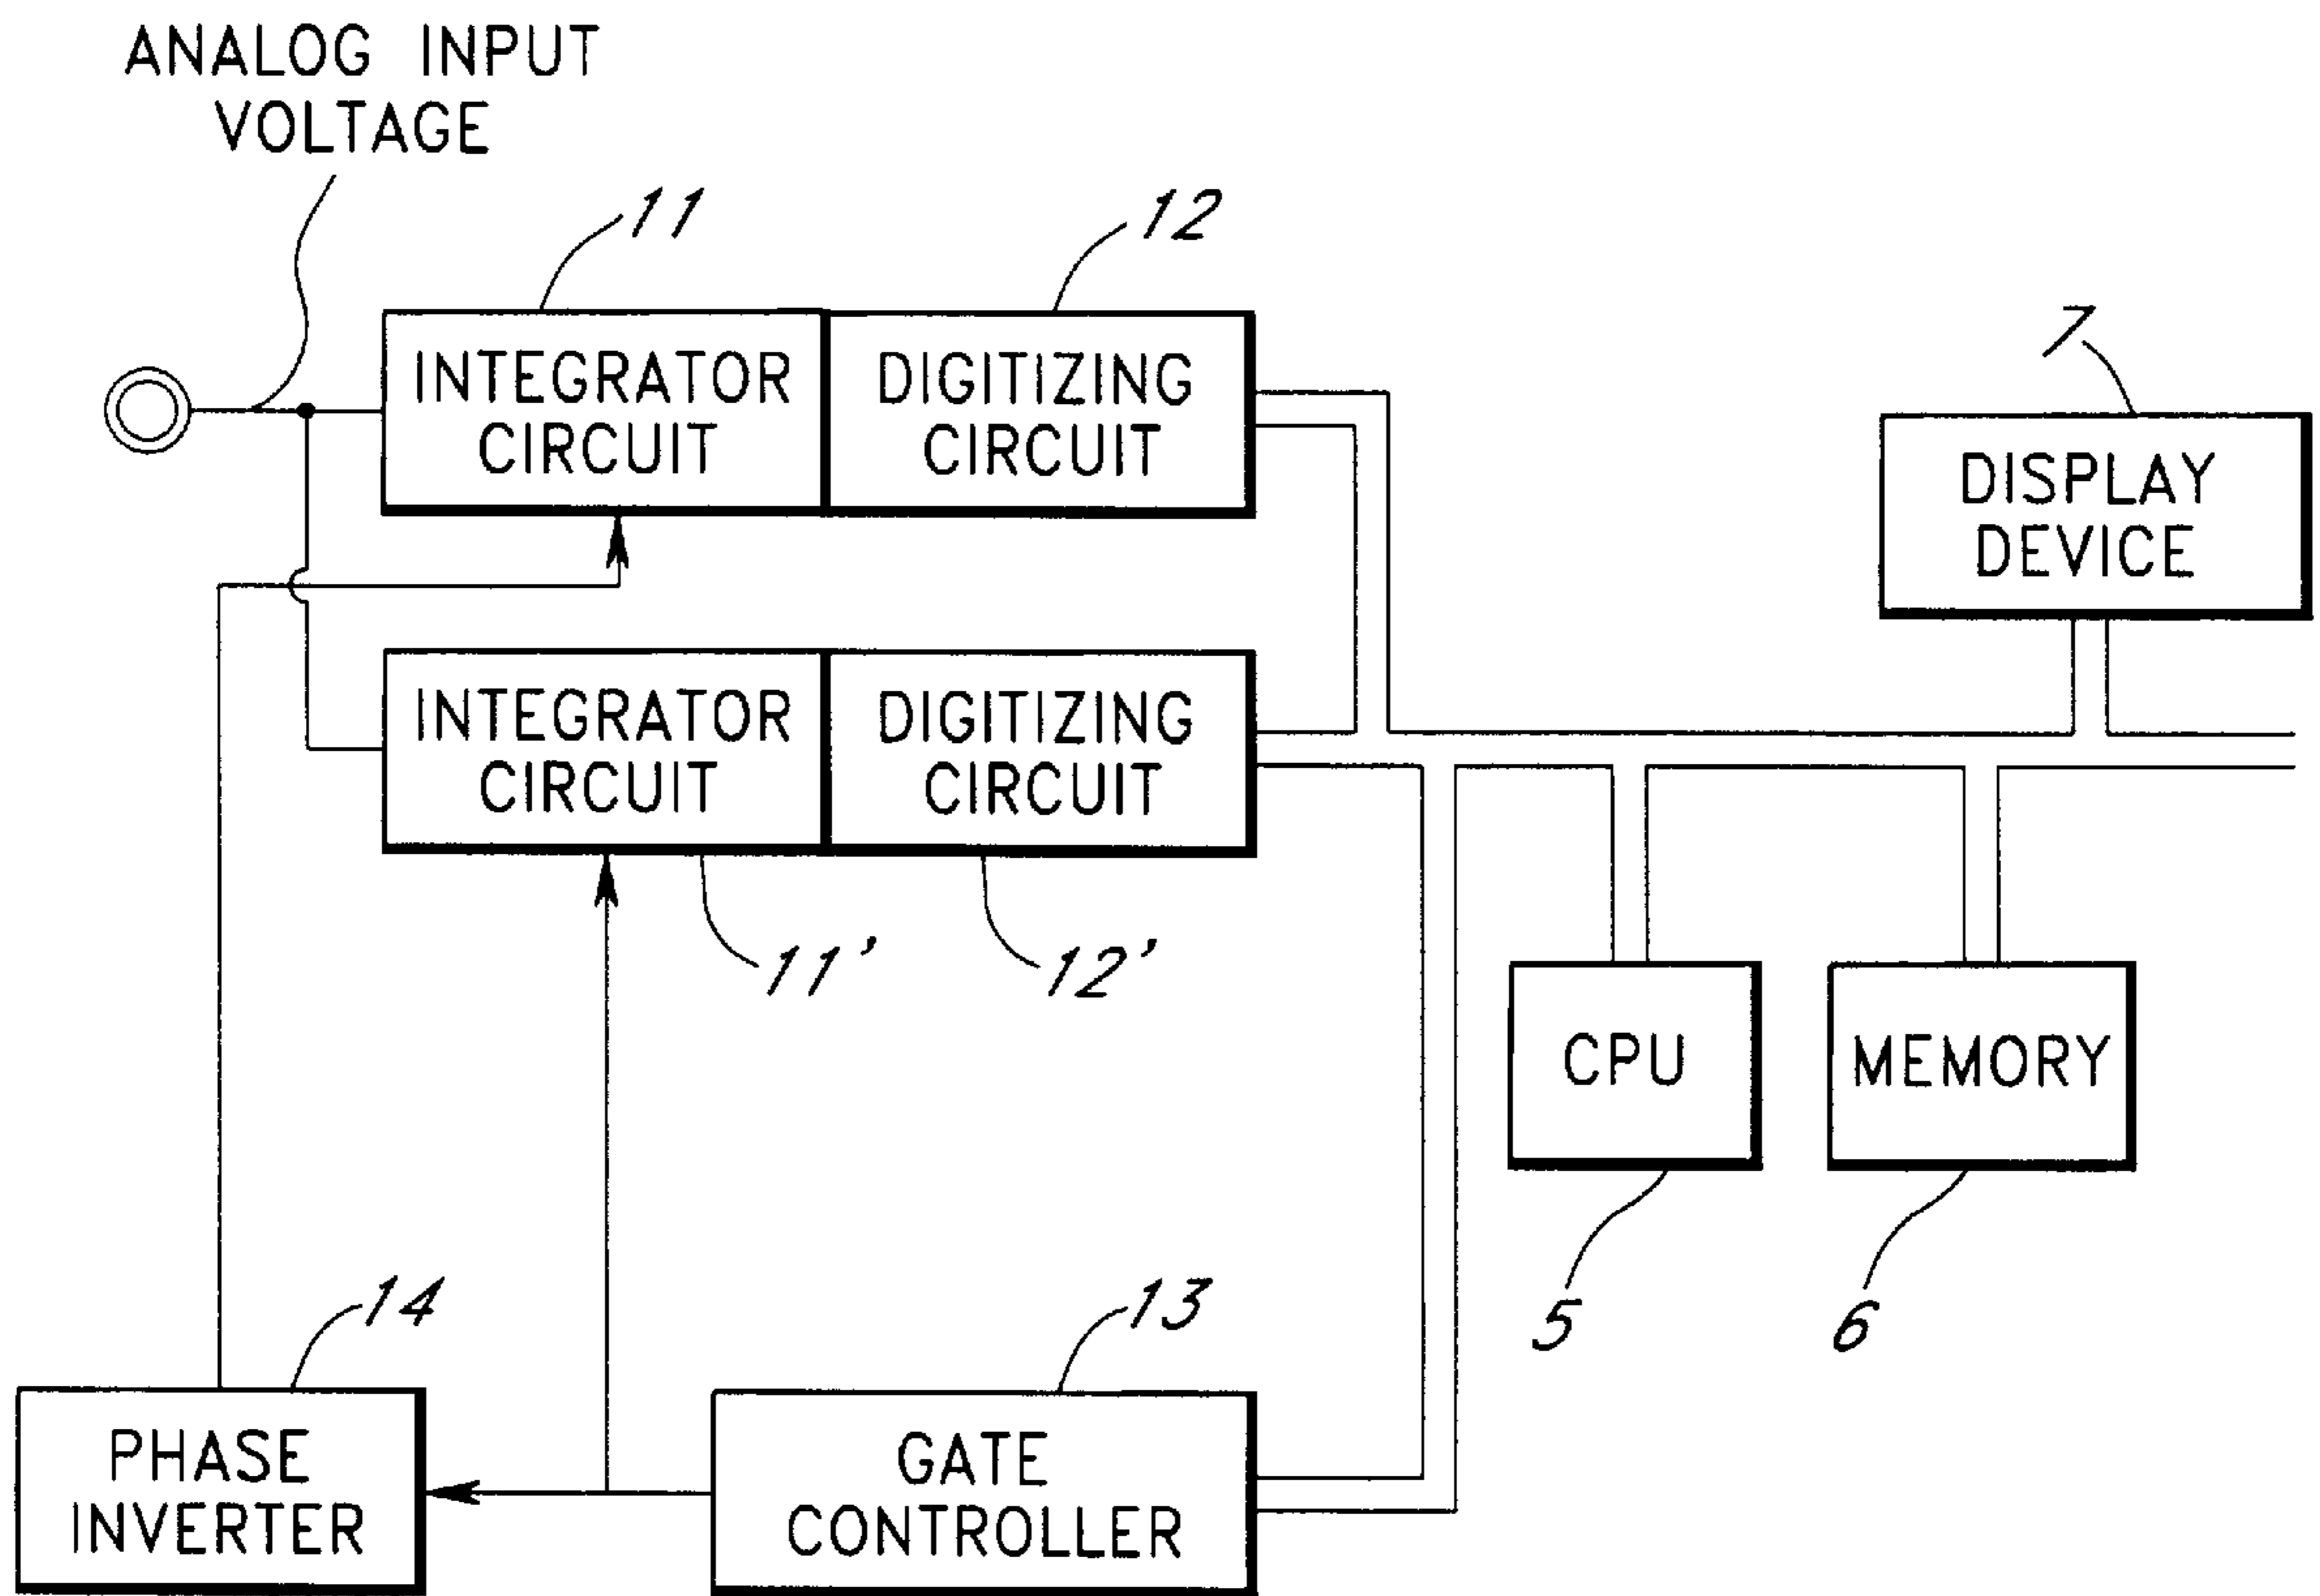 ANALOG INPUT
VOLTAGE
11
12
INTEGRATOR
CIRCUIT
DIGITIZING
CIRCUIT
7
DISPLAY
DEVICE
INTEGRATOR
CIRCUIT
DIGITIZING
CIRCUIT
11'
12'
CPU
MEMORY
5
6
14
13
PHASE
INVERTER
GATE
CONTROLLER